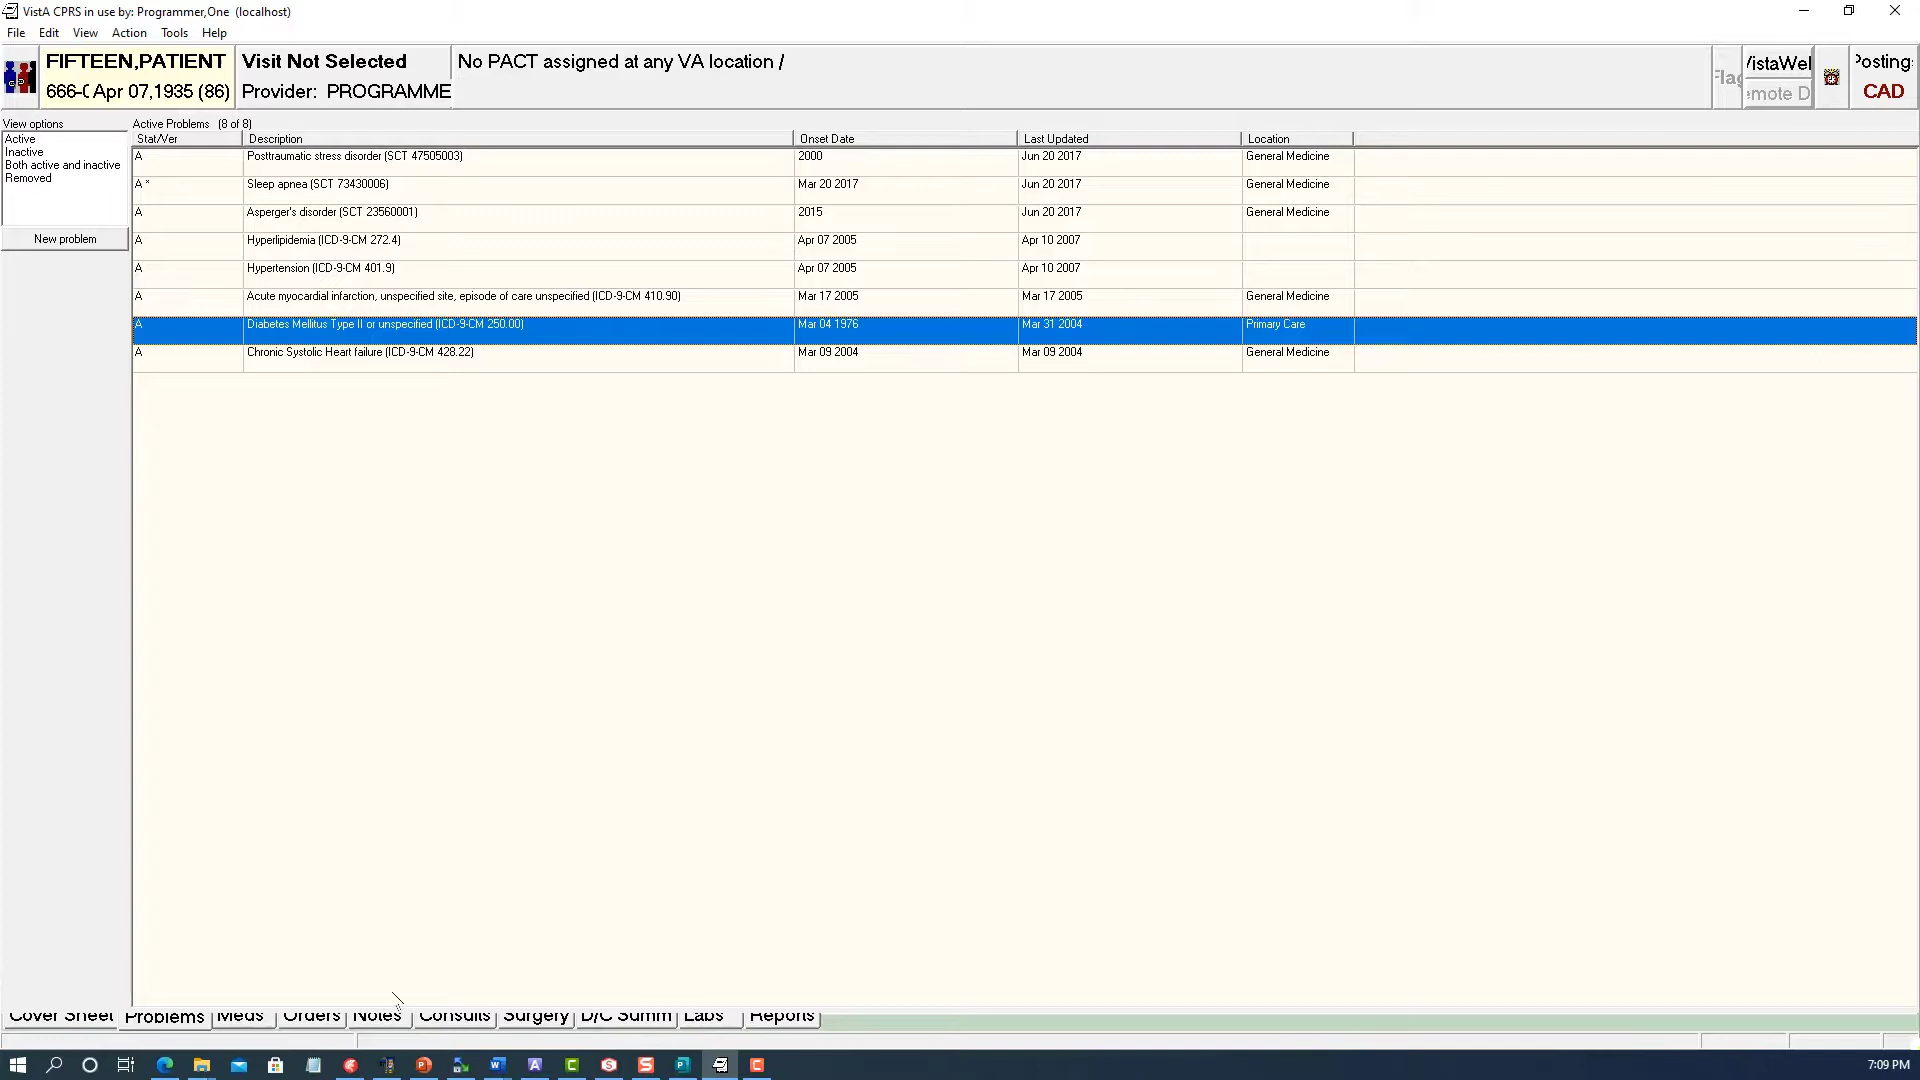 VistA CPRS in use by: Programmer,One (localhost)
File Edit View Action Tools Help
FIFTEEN,PATIENT Visit Not Selected No PACT assigned at any VA location / VistaWel Postings
Flag
666-0 Apr 07,1935 (86) Provider: PROGRAMME emote D CAD
View options Active Problems (8 of 8)
Active Stat/Ver Description Onset Date Last Updated Location
Inactive
Both active and inactive
Removed
New problem
A Posttraumatic stress disorder (SCT 47505003) 2000 Jun 20 2017 General Medicine
A * Sleep apnea (SCT 73430006) Mar 20 2017 Jun 20 2017 General Medicine
A Asperger's disorder (SCT 23560001) 2015 Jun 20 2017 General Medicine
A Hyperlipidemia (ICD-9-CM 272.4) Apr 07 2005 Apr 10 2007
A Hypertension (ICD-9-CM 401.9) Apr 07 2005 Apr 10 2007
A Acute myocardial infarction, unspecified site, episode of care unspecified (ICD-9-CM 410.90) Mar 17 2005 Mar 17 2005 General Medicine
A Diabetes Mellitus Type II or unspecified (ICD-9-CM 250.00) Mar 04 1976 Mar 31 2004 Primary Care
A Chronic Systolic Heart failure (ICD-9-CM 428.22) Mar 09 2004 Mar 09 2004 General Medicine
Cover Sheet Problems Meds Orders Notes Consults Surgery D/C Summ Labs Reports
7:09 PM